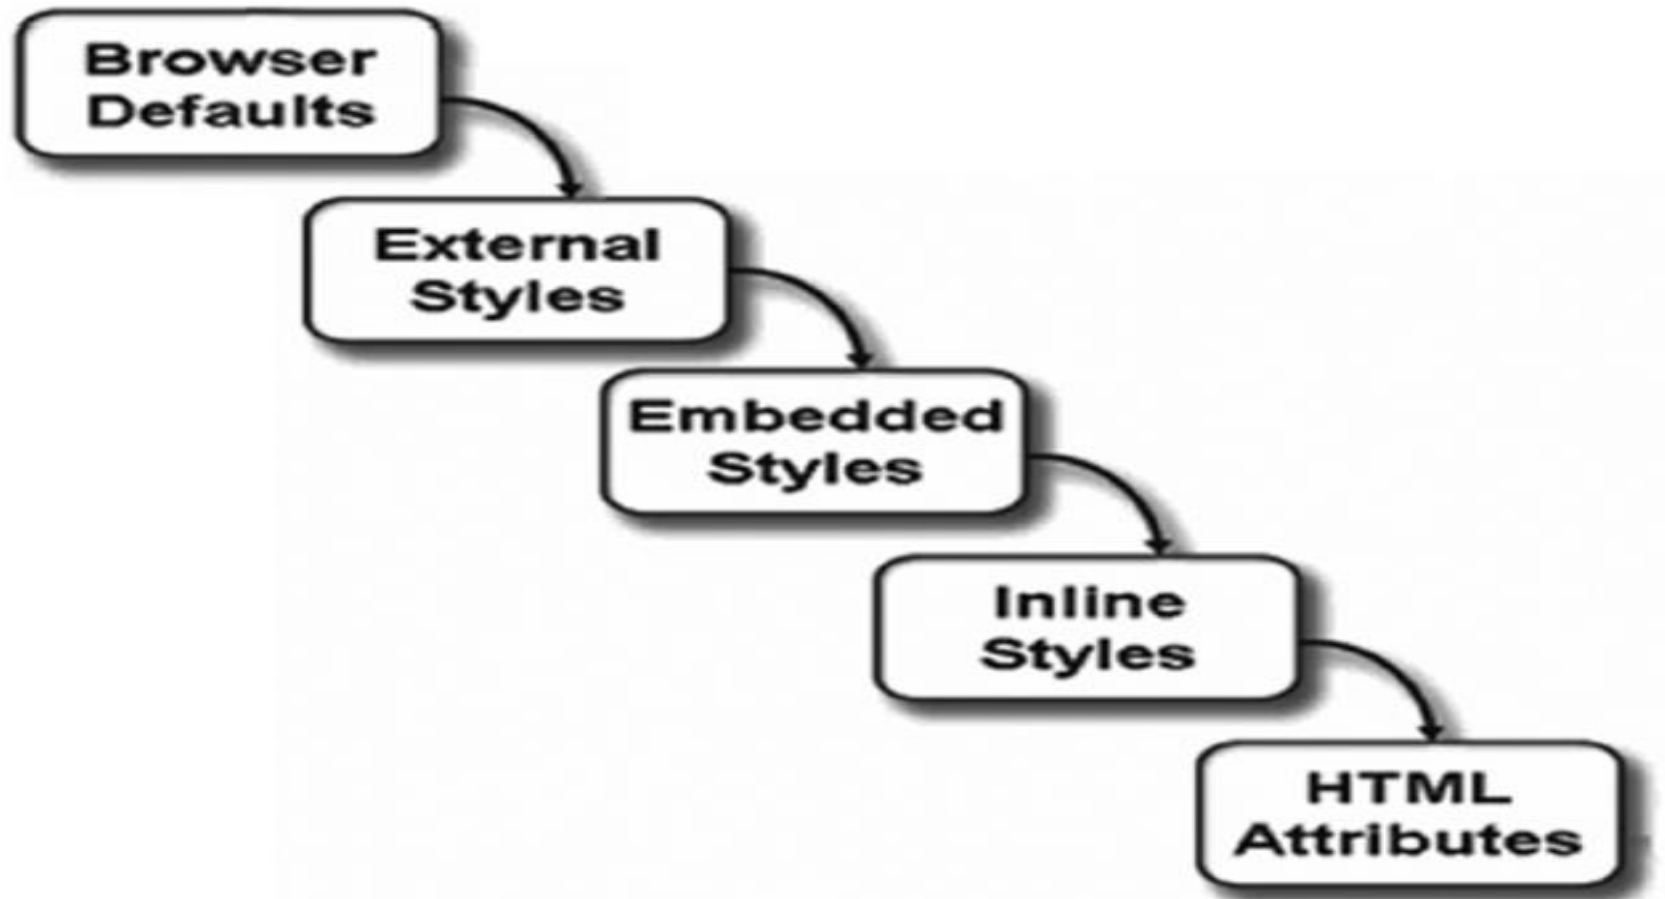 Browser
Defaults
External
Styles
Embedded
Styles
Inline
Styles
HTML
Attributes